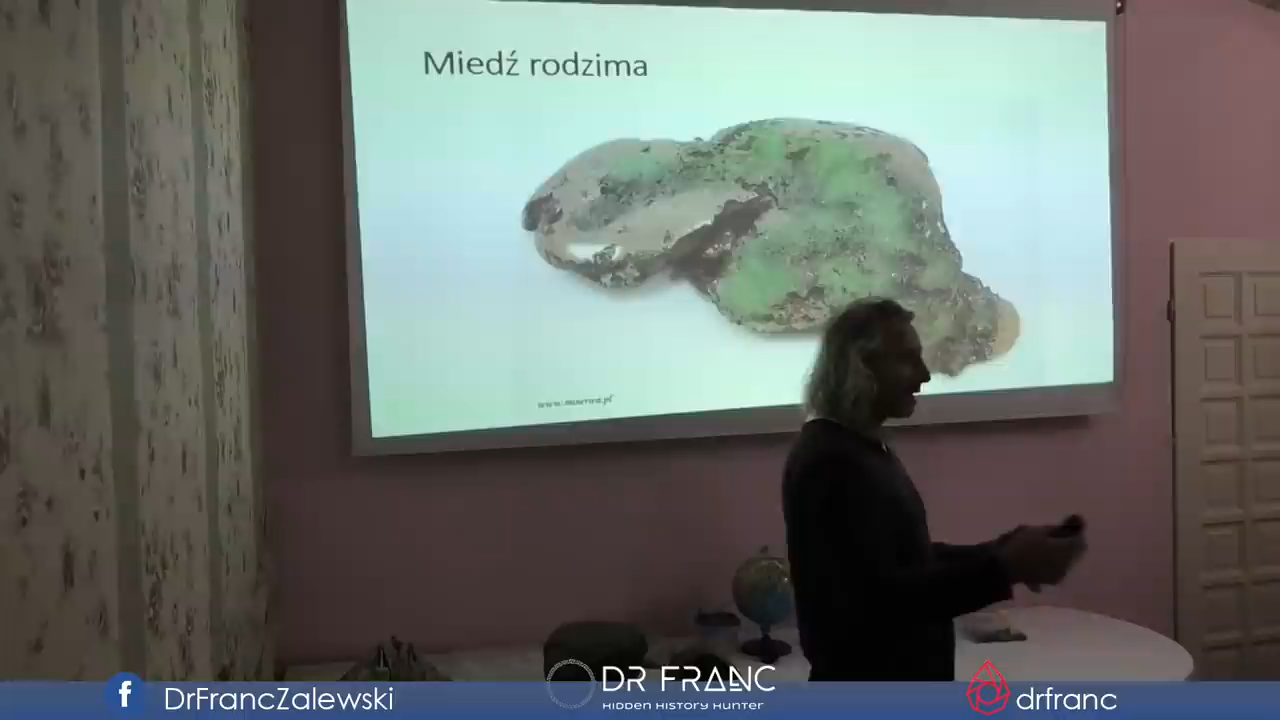 Miedź rodzima
f DrFrancZalewski
DR FRANC
HIDDEN HISTORY HUNTER
drfranc